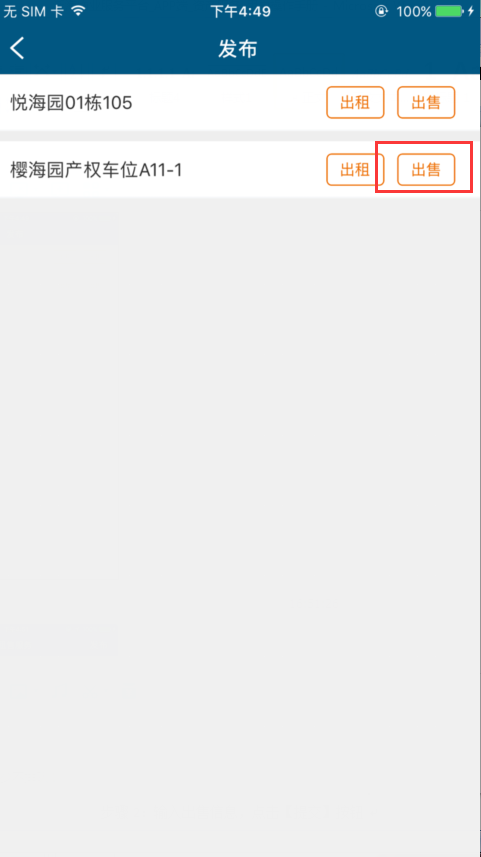 无 SIM 卡 下午4:49 100%
发布
悦海园01栋105 出租 出售
樱海园产权车位A11-1 出租 出售